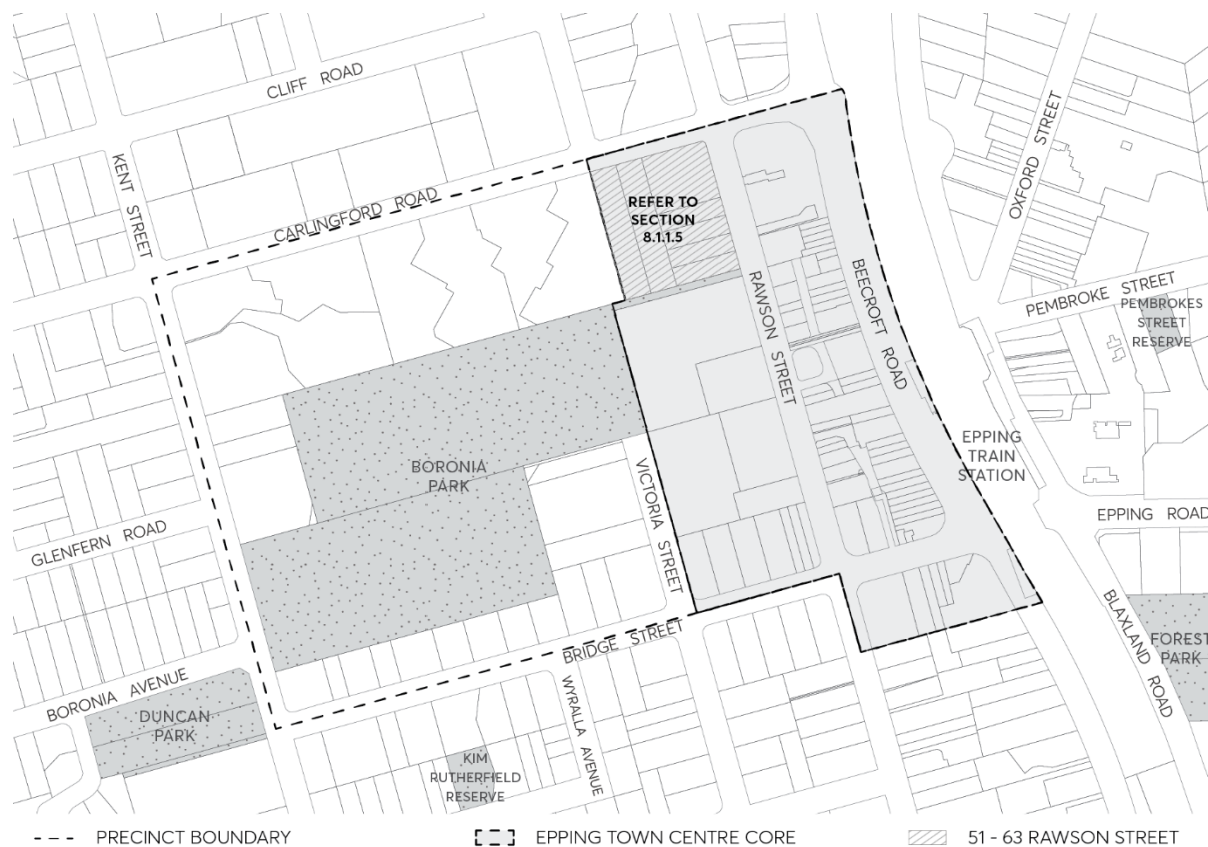 CLIFF ROAD
KENT STREET
CARLINGFORD ROAD
OXFORD STREET
REFER TO
SECTION
8.1.1.5
RAWSON STREET
BEECROFT ROAD
PEMBROKE STREET
PEMBROKES
STREET
RESERVE
EPPING
TRAIN
STATION
BORONIA
PARK
VICTORIA STREET
EPPING ROAD
GLENFERN ROAD
BLAXLAND ROAD
FOREST
PARK
BRIDGE STREET
BORONIA AVENUE
DUNCAN
PARK
WYRALLA AVENUE
KIM
RUTHERFIELD
RESERVE
PRECINCT BOUNDARY
EPPING TOWN CENTRE CORE
51 - 63 RAWSON STREET